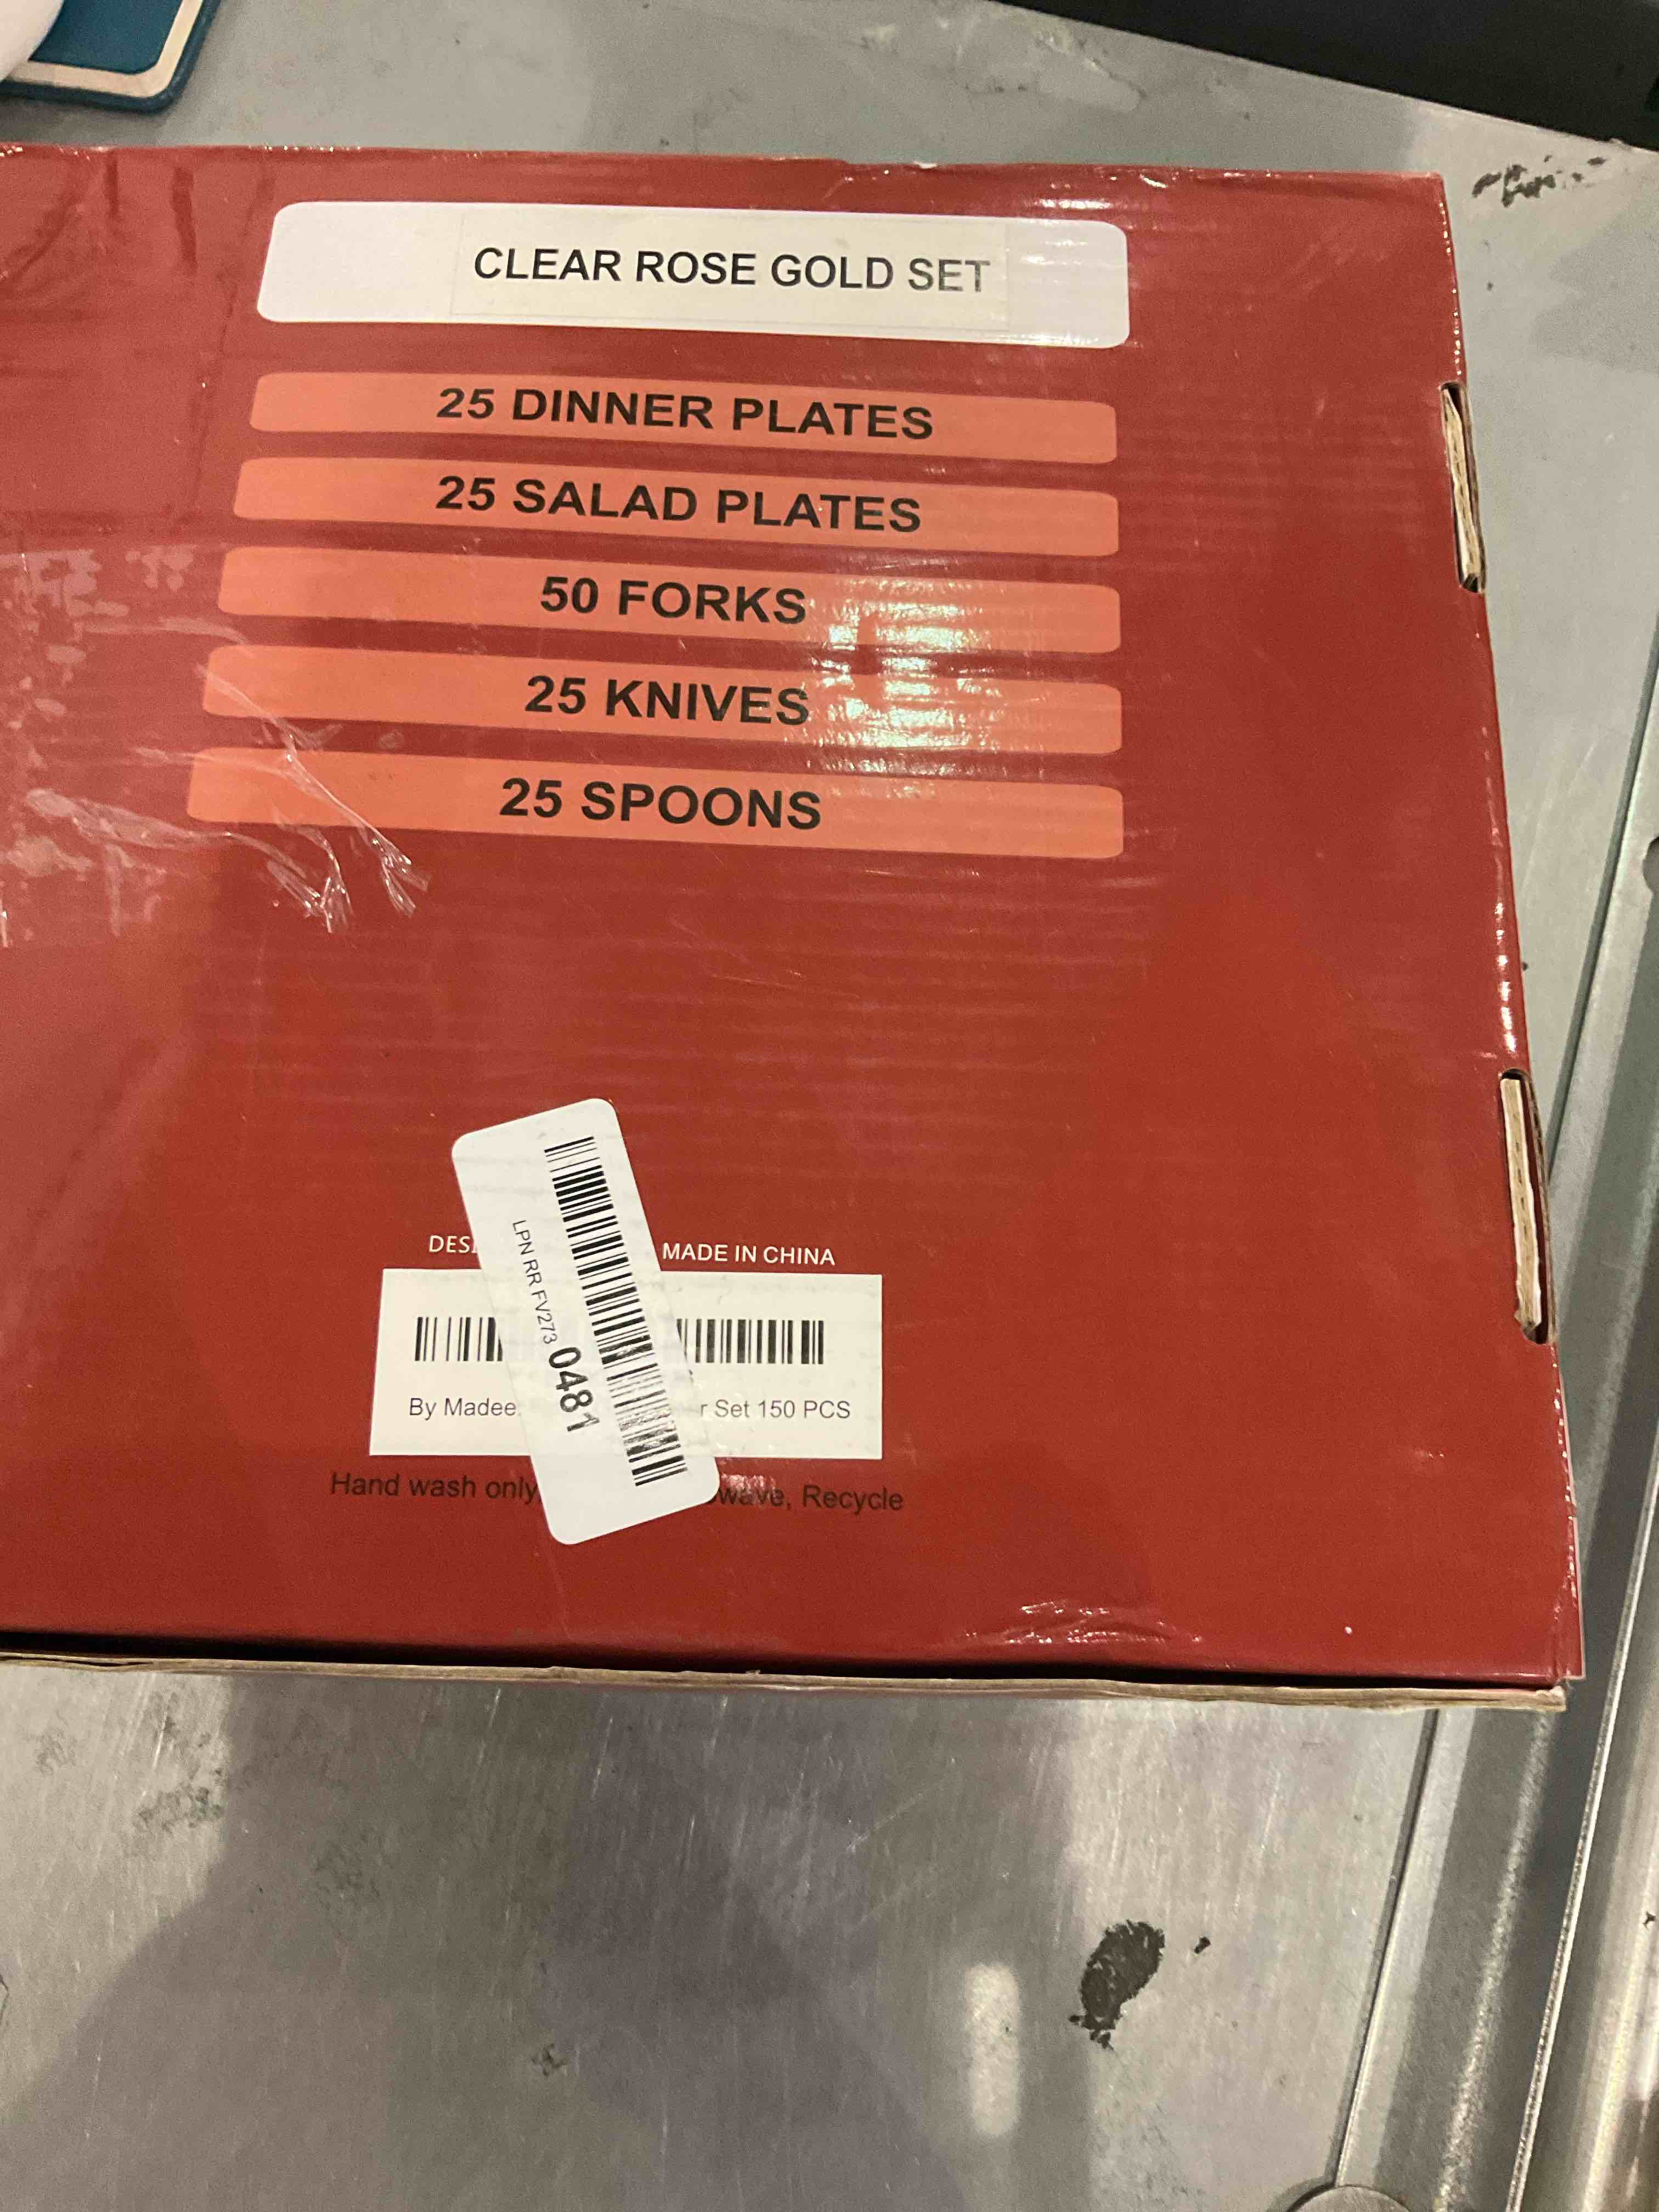 CLEAR ROSE GOLD SET
25 DINNER PLATES
25 SALAD PLATES
50 FORKS
25 KNIVES
25 SPOONS
MADE IN CHINA
LPN RR FV273 0481
By Madee
Set 150 PCS
Hand wash only
Recycle